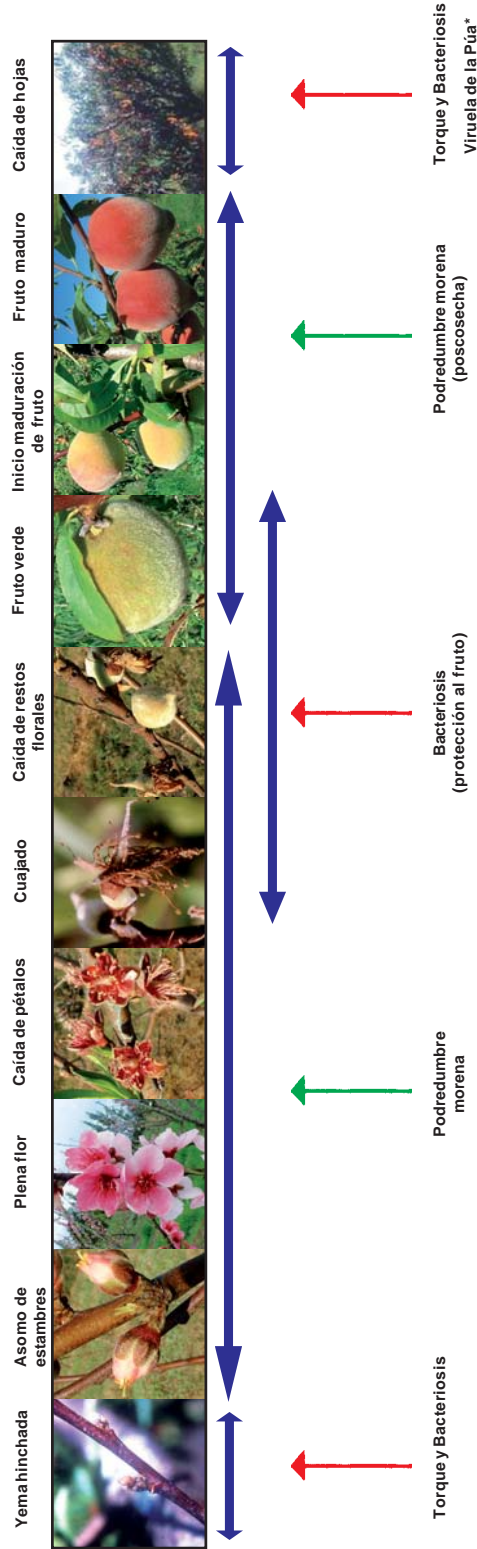 Yema hinchada
Asomo de
estambres
Plena flor
Caída de pétalos
Cuajado
Caída de restos
florales
Fruto verde
Inicio maduración
de fruto
Fruto maduro
Caída de hojas
Torque y Bacteriosis
Podredumbre
morena
Bacteriosis
(protección al fruto)
Podredumbre morena
(poscosecha)
Torque y Bacteriosis
Viruela de la Púa*